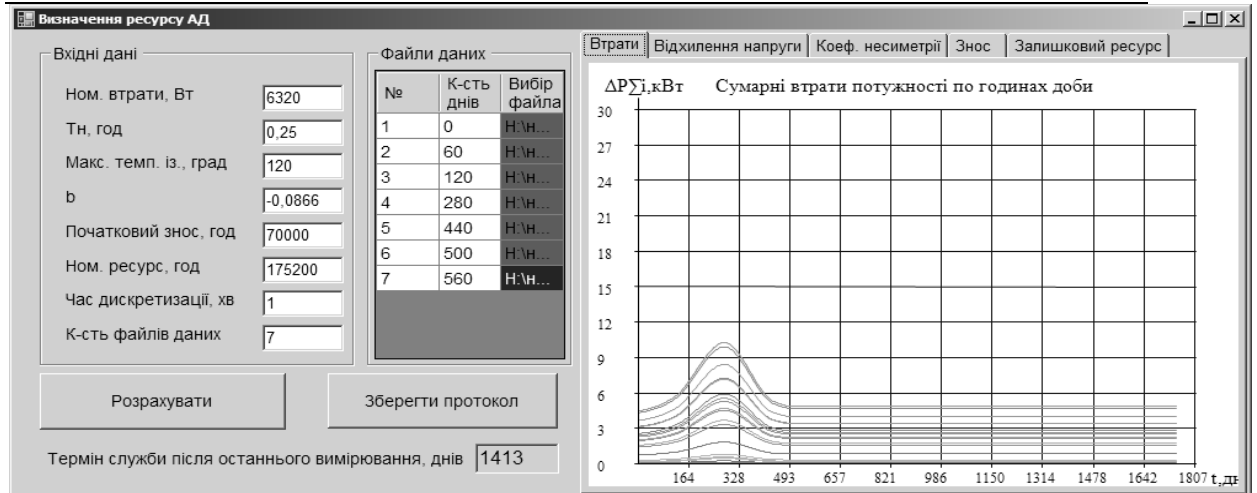 Визначення ресурсу АД
Вхідні дані
Ном. втрати, Вт 6320
Тн, год 0,25
Макс. темп. із., град 120
b -0,0866
Початковий знос, год 70000
Ном. ресурс, год 175200
Час дискретизації, хв 1
К-сть файлів даних 7
Файли даних
№ К-сть днів Вибір файла
1 0 H:\н...
2 60 H:\н...
3 120 H:\н...
4 280 H:\н...
5 440 H:\н...
6 500 H:\н...
7 560 H:\н...
Розрахувати
Зберегти протокол
Термін служби після останнього вимірювання, днів 1413
Втрати Відхилення напруги Коеф. несиметрії Знос Залишковий ресурс
ΔP∑i,кВт Сумарні втрати потужності по годинах доби
30
27
24
21
18
15
12
9
6
3
0
164 328 493 657 821 986 1150 1314 1478 1642 1807 t,дн